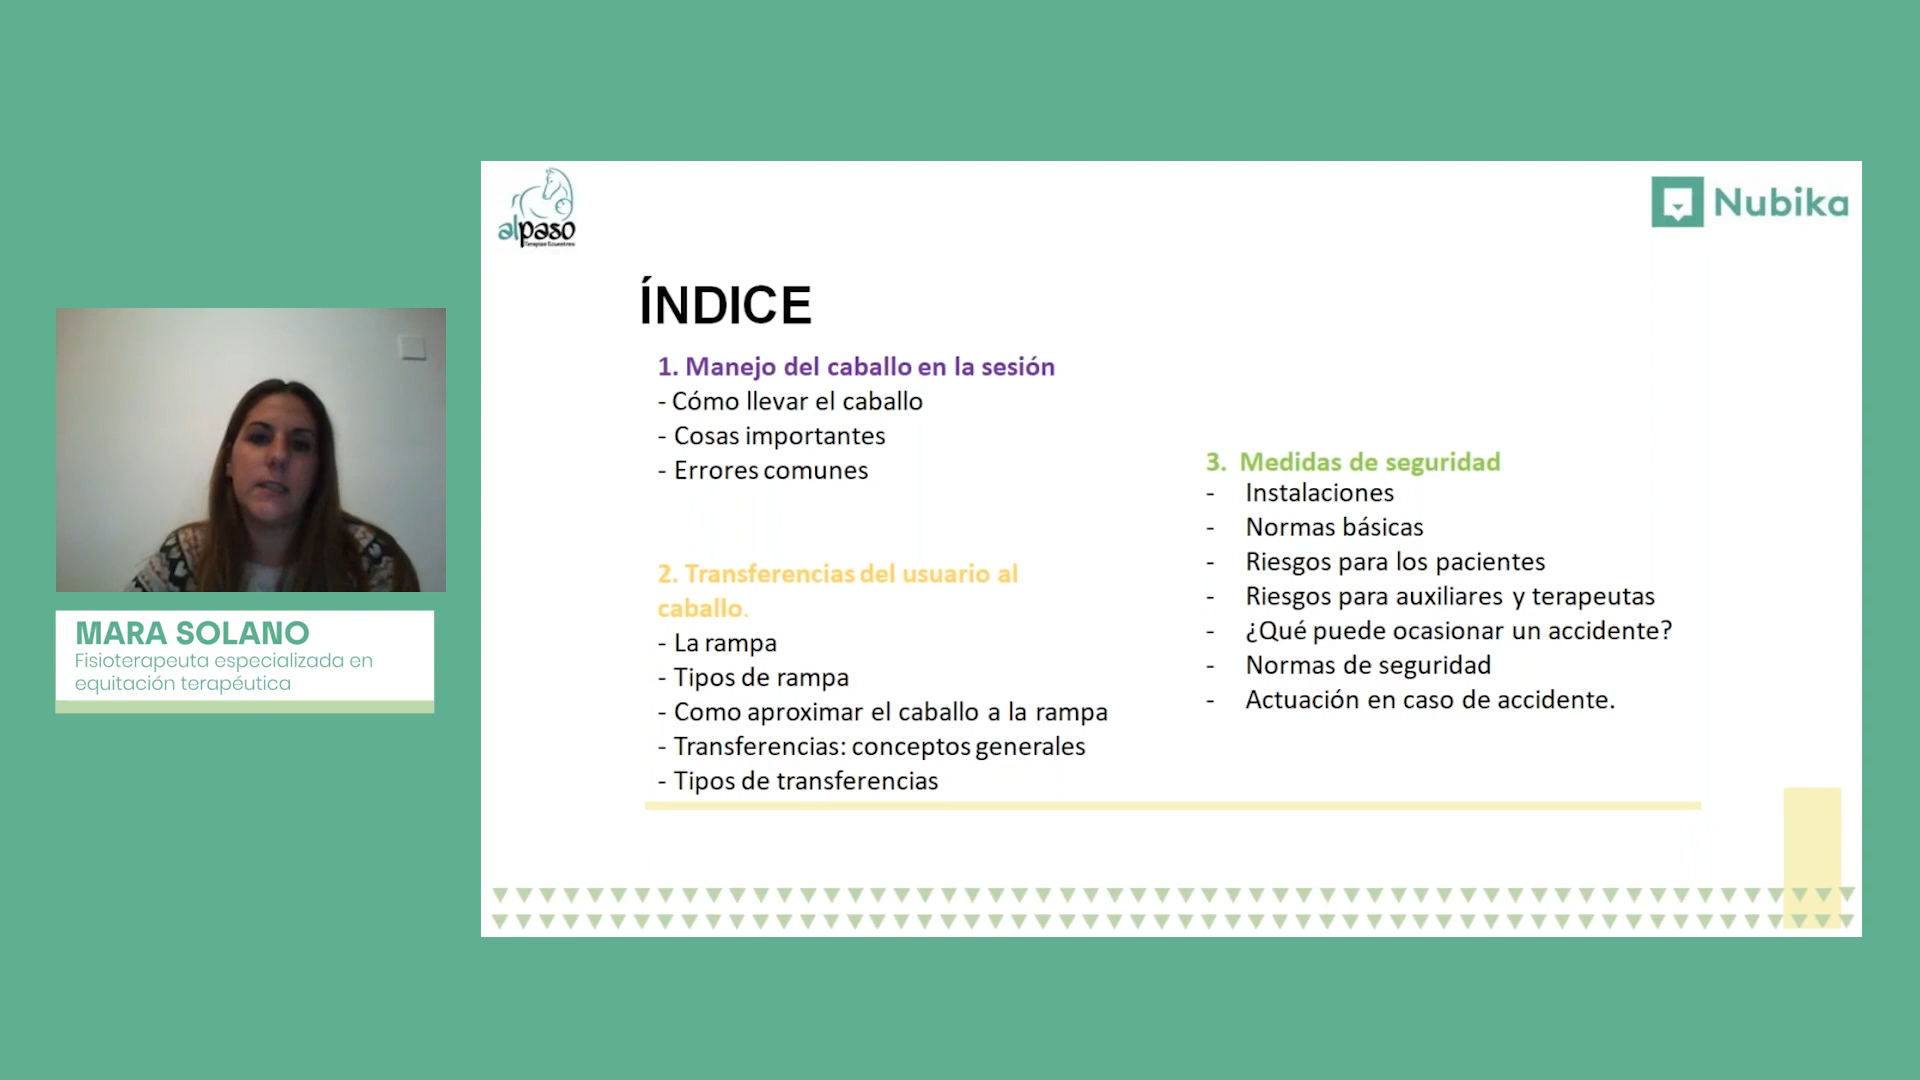 alpaso
Terapias Ecuestres
Nubika
ÍNDICE
1. Manejo del caballo en la sesión
- Cómo llevar el caballo
- Cosas importantes
- Errores comunes
2. Transferencias del usuario al
caballo.
- La rampa
- Tipos de rampa
- Como aproximar el caballo a la rampa
- Transferencias: conceptos generales
- Tipos de transferencias
3. Medidas de seguridad
- Instalaciones
- Normas básicas
- Riesgos para los pacientes
- Riesgos para auxiliares y terapeutas
- ¿Qué puede ocasionar un accidente?
- Normas de seguridad
- Actuación en caso de accidente.
MARA SOLANO
Fisioterapeuta especializada en
equitación terapéutica